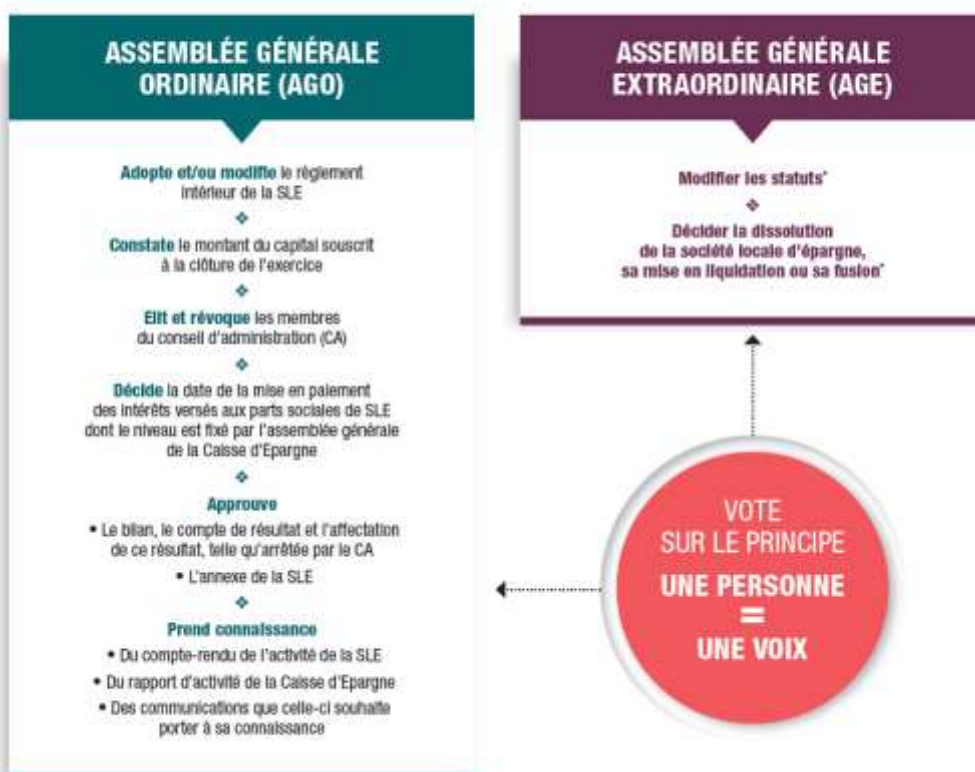 ASSEMBLÉE GÉNÉRALE
ORDINAIRE (AGO)
Adopte et/ou modifie le règlement
intérieur de la SLE
Constate le montant du capital souscrit
à la clôture de l'exercice
Elit et révoque les membres
du conseil d'administration (CA)
Décide la date de la mise en paiement
des intérêts versés aux parts sociales de SLE
dont le niveau est fixé par l'assemblée générale
de la Caisse d'Epargne
Approuve
• Le bilan, le compte de résultat et l'affectation
de ce résultat, telle qu'arrêtée par le CA
• L'annexe de la SLE
Prend connaissance
• Du compte-rendu de l'activité de la SLE
• Du rapport d'activité de la Caisse d'Epargne
• Des communications que celle-ci souhaite
porter à sa connaissance
ASSEMBLÉE GÉNÉRALE
EXTRAORDINAIRE (AGE)
Modifier les statuts*
Décider la dissolution
de la société locale d'épargne,
sa mise en liquidation ou sa fusion*
VOTE
SUR LE PRINCIPE
UNE PERSONNE
=
UNE VOIX